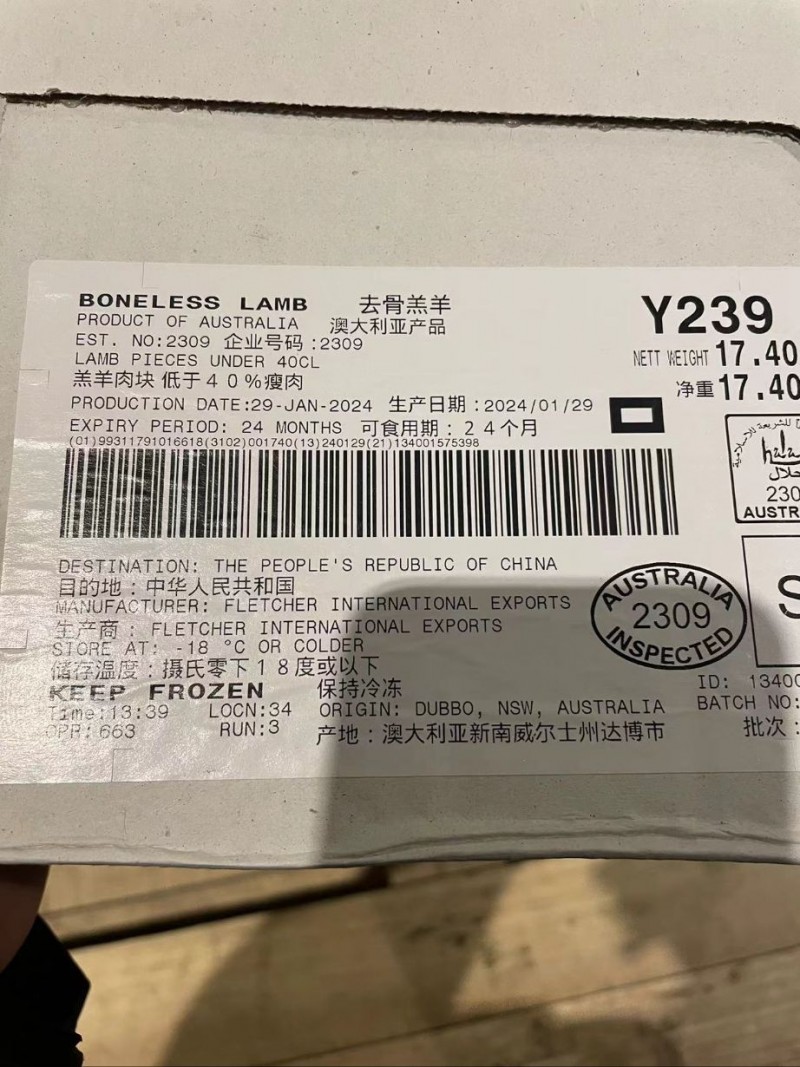 BONELESS LAMB 去骨羔羊
PRODUCT OF AUSTRALIA 澳大利亚产品
EST. NO:2309 企业号码:2309
LAMB PIECES UNDER 40CL
羔羊肉块 低于40%瘦肉
PRODUCTION DATE:29-JAN-2024 生产日期:2024/01/29
EXPIRY PERIOD: 24 MONTHS 可食用期:24个月
(01)99311791016618(3102)001740(13)240129(21)134001575398
Y239
NETT WEIGHT 17.40
净重 17.40
halal
حلال
230
AUSTR
DESTINATION: THE PEOPLE'S REPUBLIC OF CHINA
目的地:中华人民共和国
MANUFACTURER: FLETCHER INTERNATIONAL EXPORTS
生产商: FLETCHER INTERNATIONAL EXPORTS
STORE AT: -18 °C OR COLDER
储存温度:摄氏零下18度或以下
KEEP FROZEN 保持冷冻
Time:13:39 LOCN:34 ORIGIN: DUBBO, NSW, AUSTRALIA
OPR:663 RUN:3 产地:澳大利亚新南威尔士州达博市
AUSTRALIA
2309
INSPECTED
S
ID: 13400
BATCH NO:
批次: